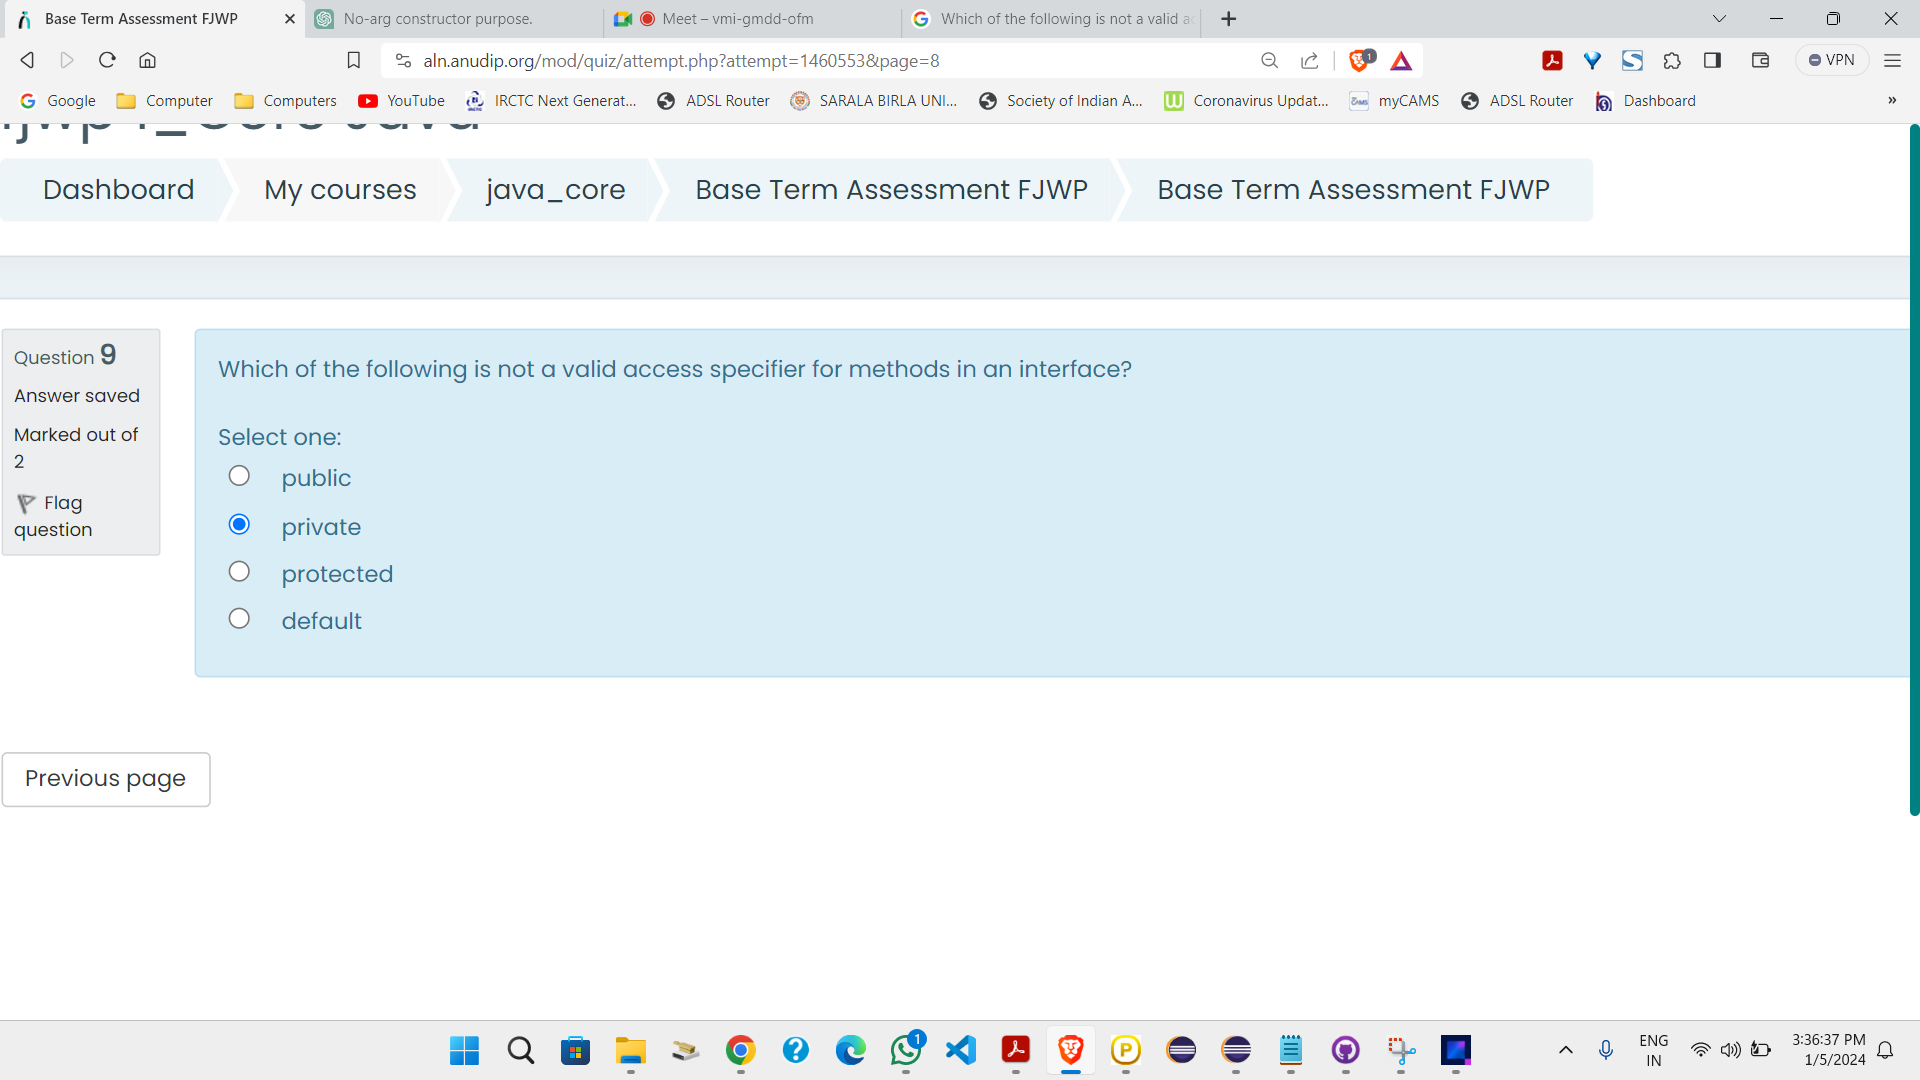 Base Term Assessment FJWP
No-arg constructor purpose.
Meet – vmi-gmdd-ofm
Which of the following is not a valid
aln.anudip.org/mod/quiz/attempt.php?attempt=1460553&page=8
1
VPN
Google
Computer
Computers
YouTube
IRCTC Next Generat...
ADSL Router
SARALA BIRLA UNI...
Society of Indian A...
Coronavirus Updat...
myCAMS
ADSL Router
Dashboard
»
Dashboard
My courses
java_core
Base Term Assessment FJWP
Base Term Assessment FJWP
Question 9
Answer saved
Marked out of
2
Flag
question
Which of the following is not a valid access specifier for methods in an interface?
Select one:
public
private
protected
default
Previous page
1
ENG
IN
3:36:37 PM
1/5/2024